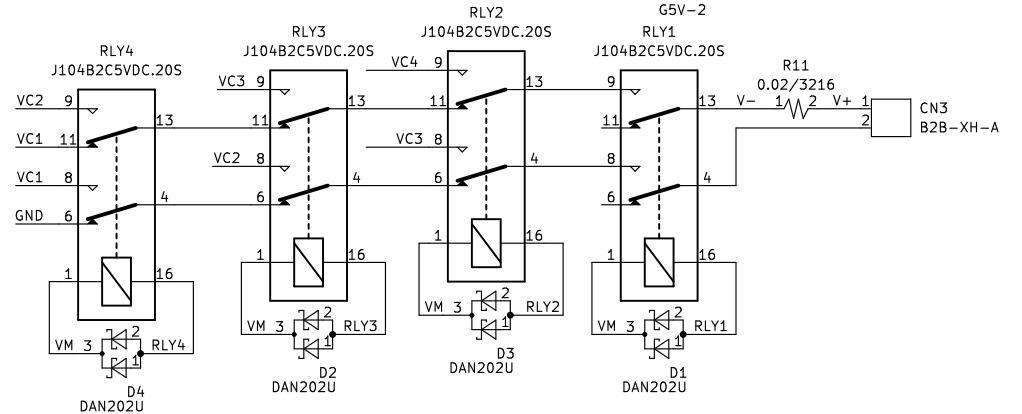 RLY4
J104B2C5VDC.20S
VC2 9
13
VC1 11
VC1 8
4
GND 6
1
16
VM 3
2
1
RLY4
D4
DAN202U
RLY3
J104B2C5VDC.20S
VC3 9
13
11
VC2 8
4
6
1
16
VM 3
2
1
RLY3
D2
DAN202U
RLY2
J104B2C5VDC.20S
VC4 9
13
11
VC3 8
4
6
1
16
VM 3
2
1
RLY2
D3
DAN202U
G5V-2
RLY1
J104B2C5VDC.20S
9
13
11
8
4
6
1
16
VM 3
2
1
RLY1
D1
DAN202U
R11
0.02/3216
V- 1 2 V+ 1
2
CN3
B2B-XH-A